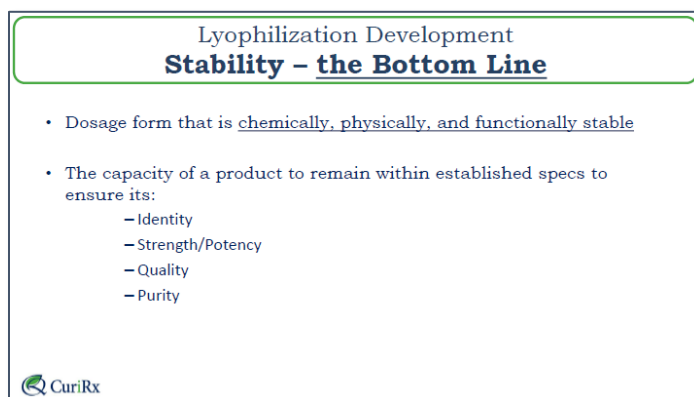 Lyophilization Development
Stability – the Bottom Line
• Dosage form that is chemically, physically, and functionally stable
• The capacity of a product to remain within established specs to
ensure its:
– Identity
– Strength/Potency
– Quality
– Purity
CuriRx